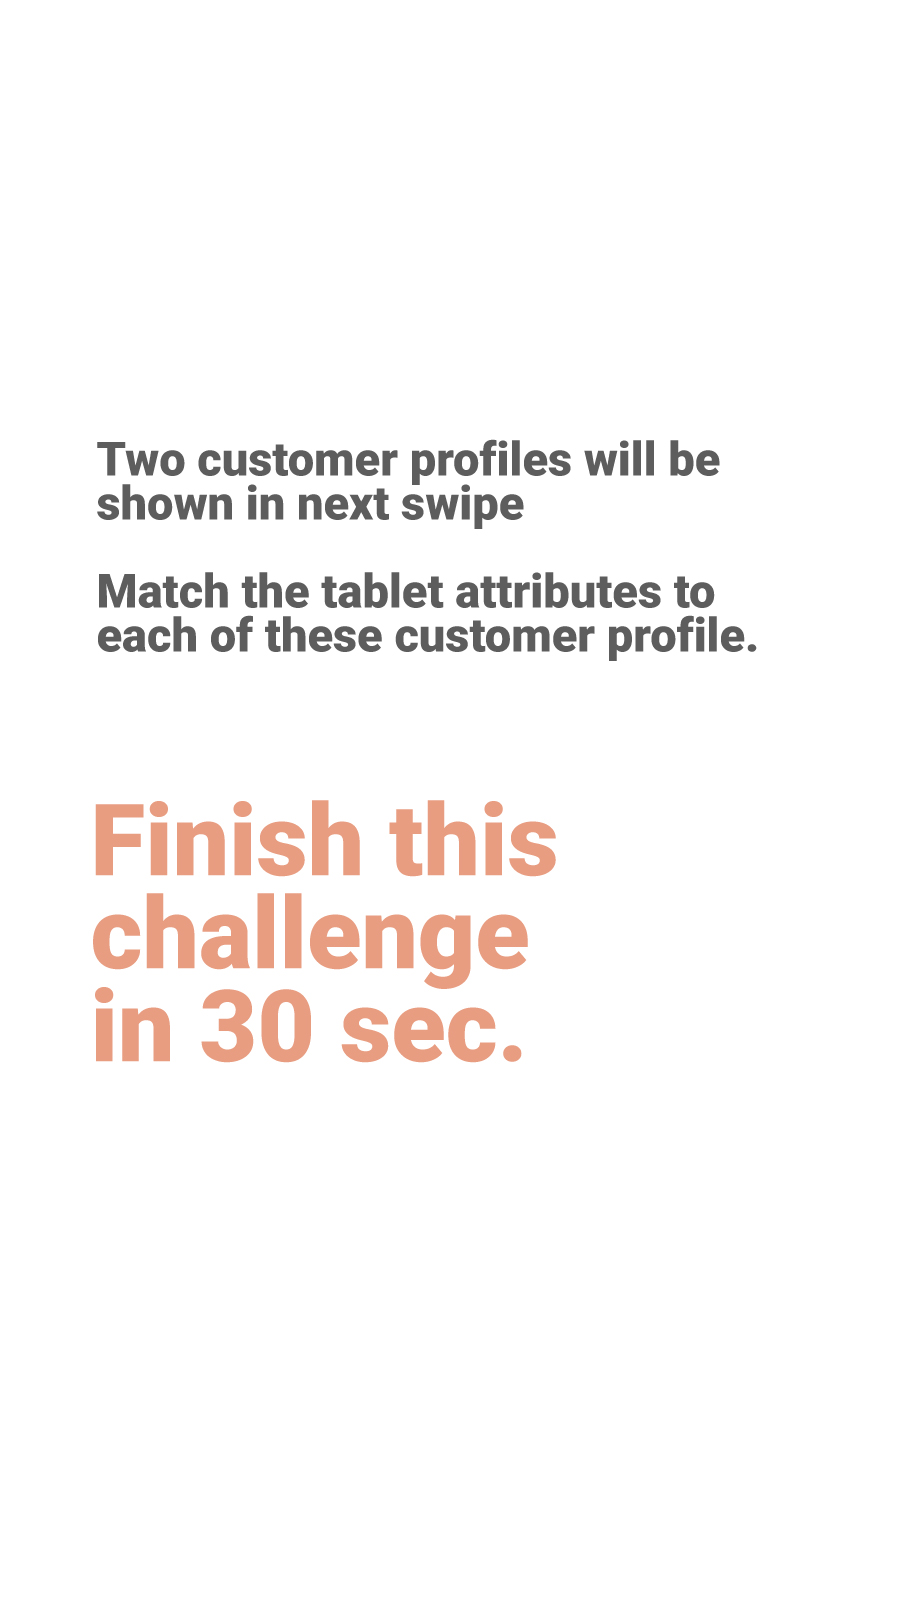 Two customer profiles will be
shown in next swipe
Match the tablet attributes to
each of these customer profile.
Finish this
challenge
in 30 sec.